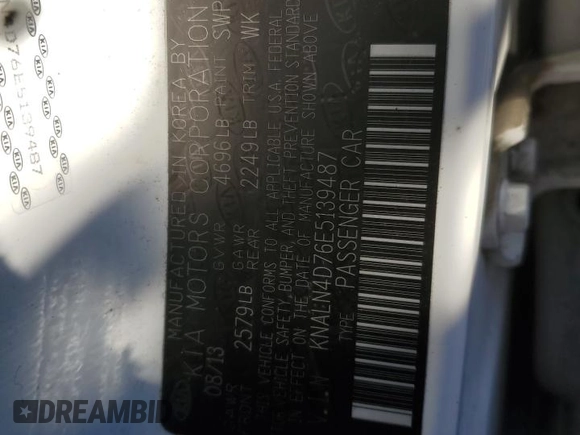 MANUFACTURED IN KOREA BY
KIA MOTORS CORPORATION
08/13 GVWR 4696LB PAINT SWP
GAWR GAWR
FRONT 2579LB REAR 2249LB TRIM WK
THIS VEHICLE CONFORMS TO ALL APPLICABLE U.S.A. FEDERAL
MOTOR VEHICLE SAFETY, BUMPER, AND THEFT PREVENTION STANDARDS
IN EFFECT ON THE DATE OF MANUFACTURE SHOWN ABOVE
V.I.N KNALN4D76E5139487
TYPE PASSENGER CAR
D76E5139487
KIA
DREAMBID